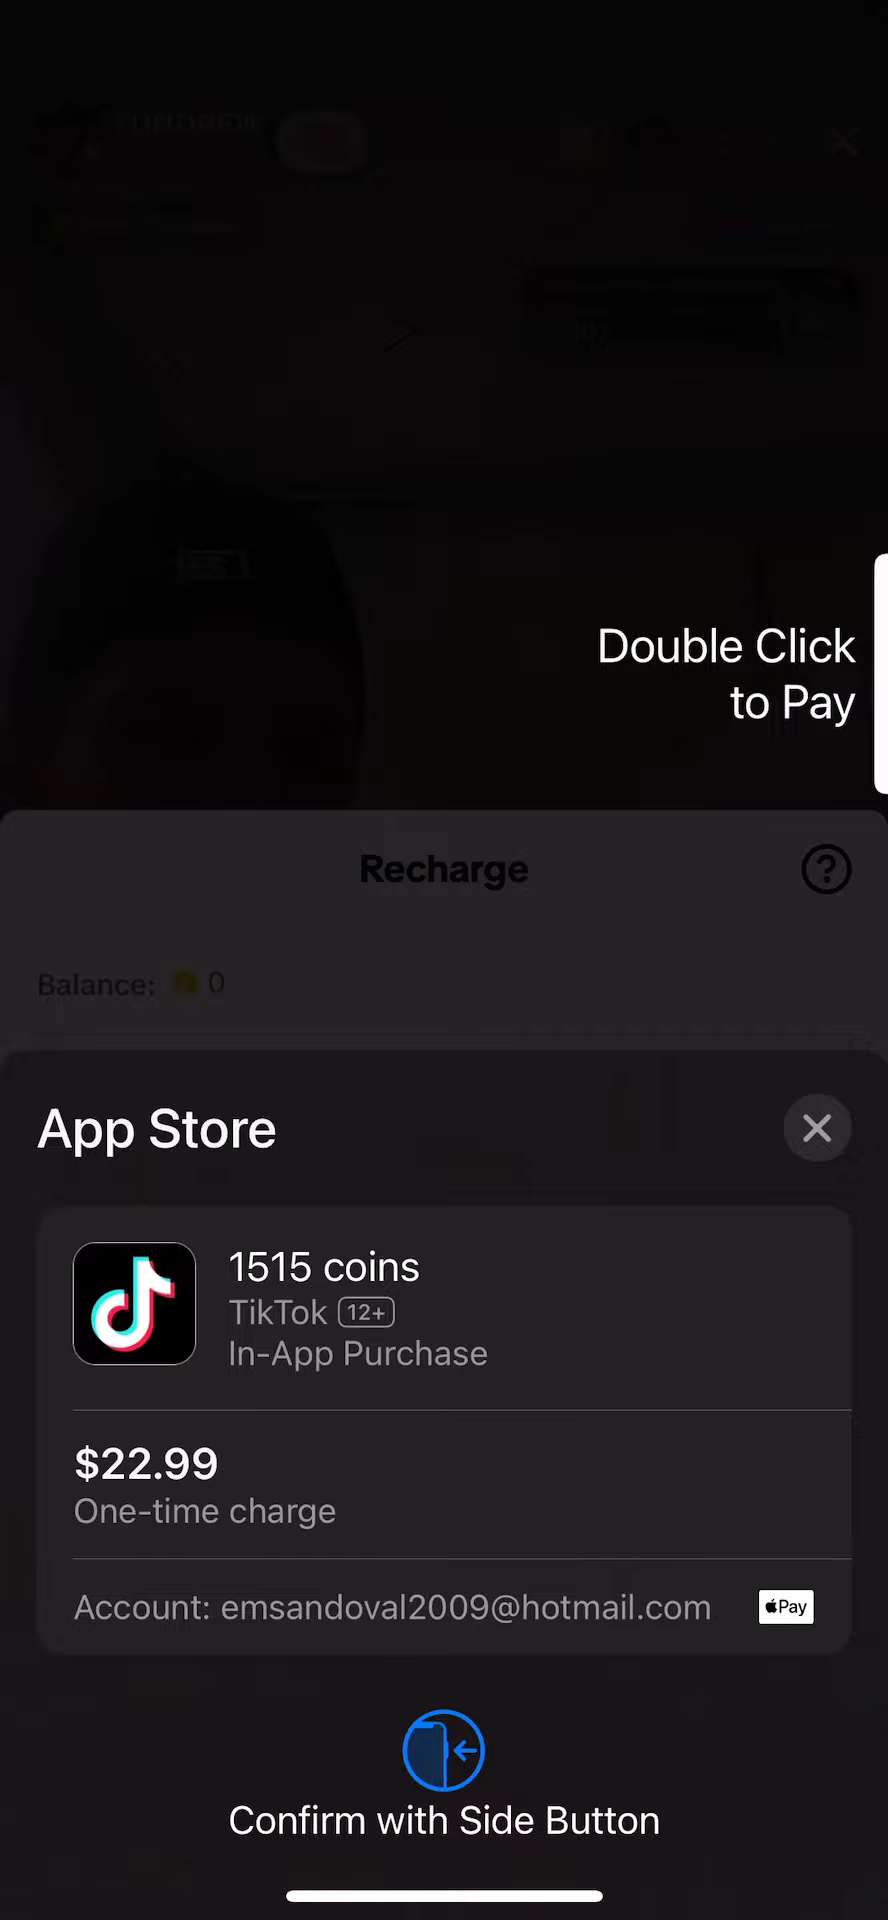 Double Click
to Pay
Recharge
?
Balance: 0
App Store
1515 coins
TikTok 12+
In-App Purchase
$22.99
One-time charge
Account: emsandoval2009@hotmail.com
Pay
Confirm with Side Button